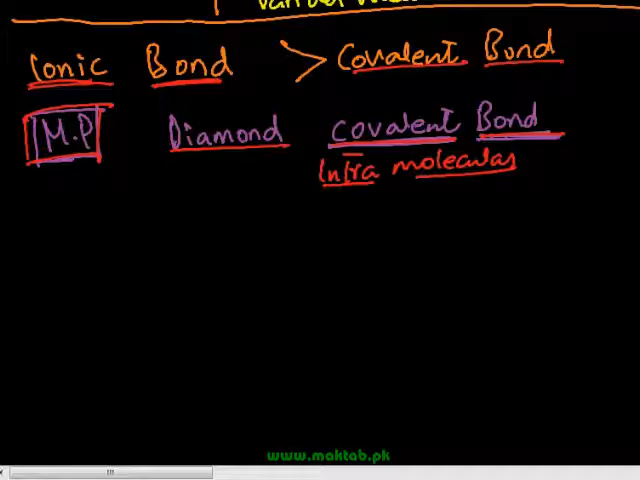 Ionic Bond > Covalent Bond
M.P Diamond covalent Bond
Intra molecular
www.maktab.pk